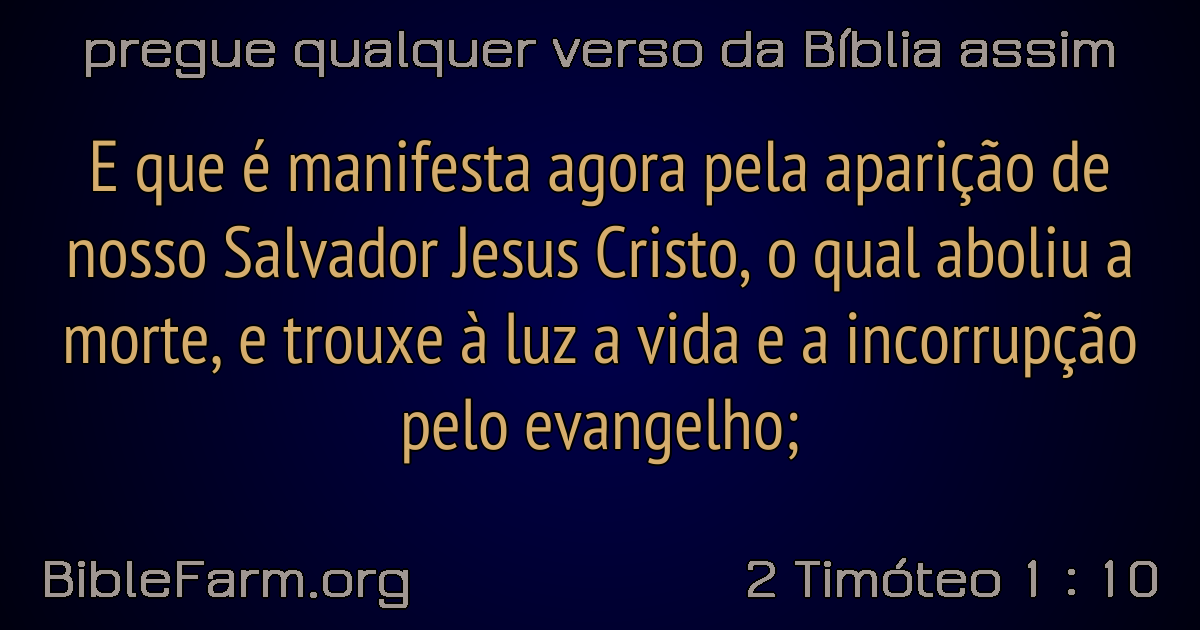 pregue qualquer verso da Bíblia assim
E que é manifesta agora pela aparição de
nosso Salvador Jesus Cristo, o qual aboliu a
morte, e trouxe à luz a vida e a incorrupção
pelo evangelho;
BibleFarm.org
2 Timóteo 1 : 10